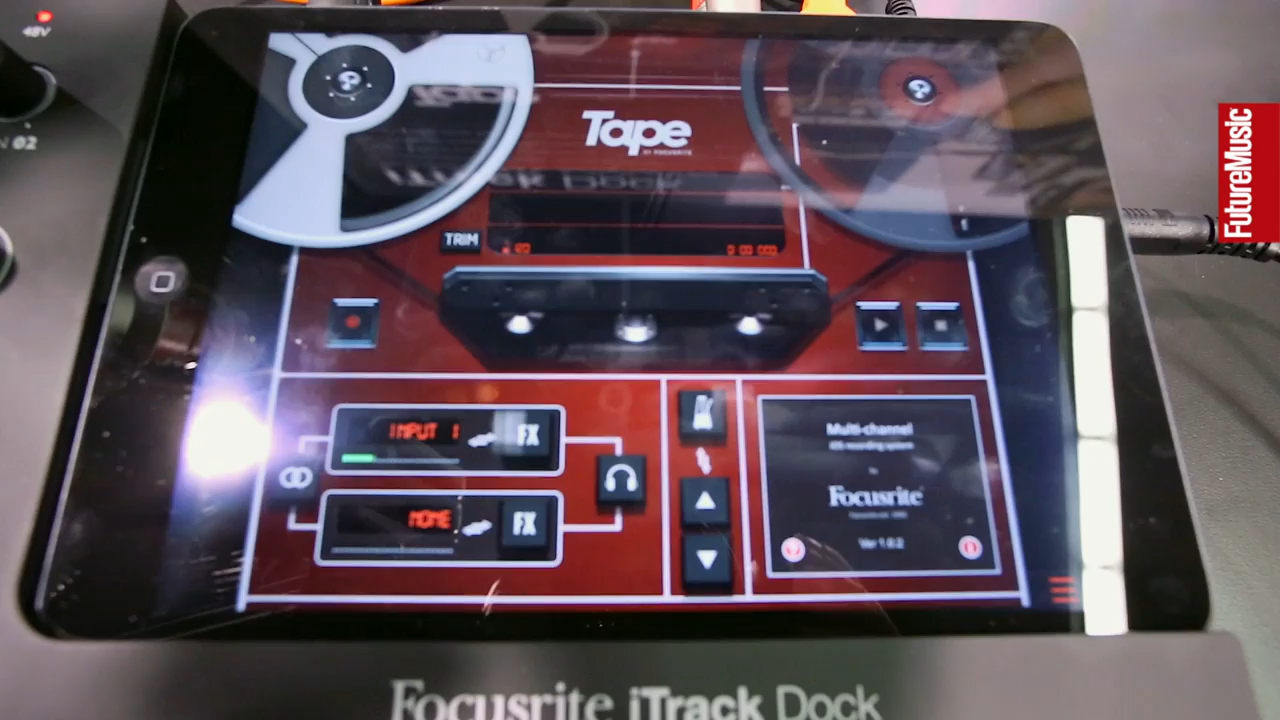 48V
02
FutureMusic
Tape
BY FOCUSRITE
TRIM
INPUT 1
FX
NONE
FX
Multi-channel
iOS recording system
by
Focusrite
Ver 1.0.2
Focusrite iTrack Dock